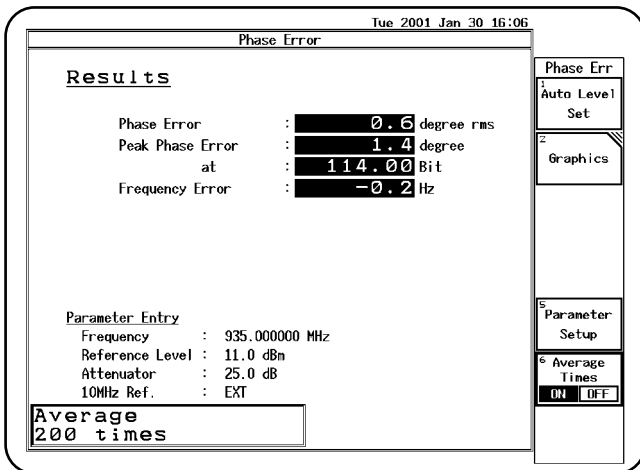 Tue 2001 Jan 30 16:06
Phase Error
Results
Phase Error : 0.6 degree rms
Peak Phase Error : 1.4 degree
at : 114.00 Bit
Frequency Error : -0.2 Hz
Parameter Entry
Frequency : 935.000000 MHz
Reference Level : 11.0 dBm
Attenuator : 25.0 dB
10MHz Ref. : EXT
Average
200 times
Phase Err
1
Auto Level
Set
2
Graphics
5
Parameter
Setup
6 Average
Times
ON OFF